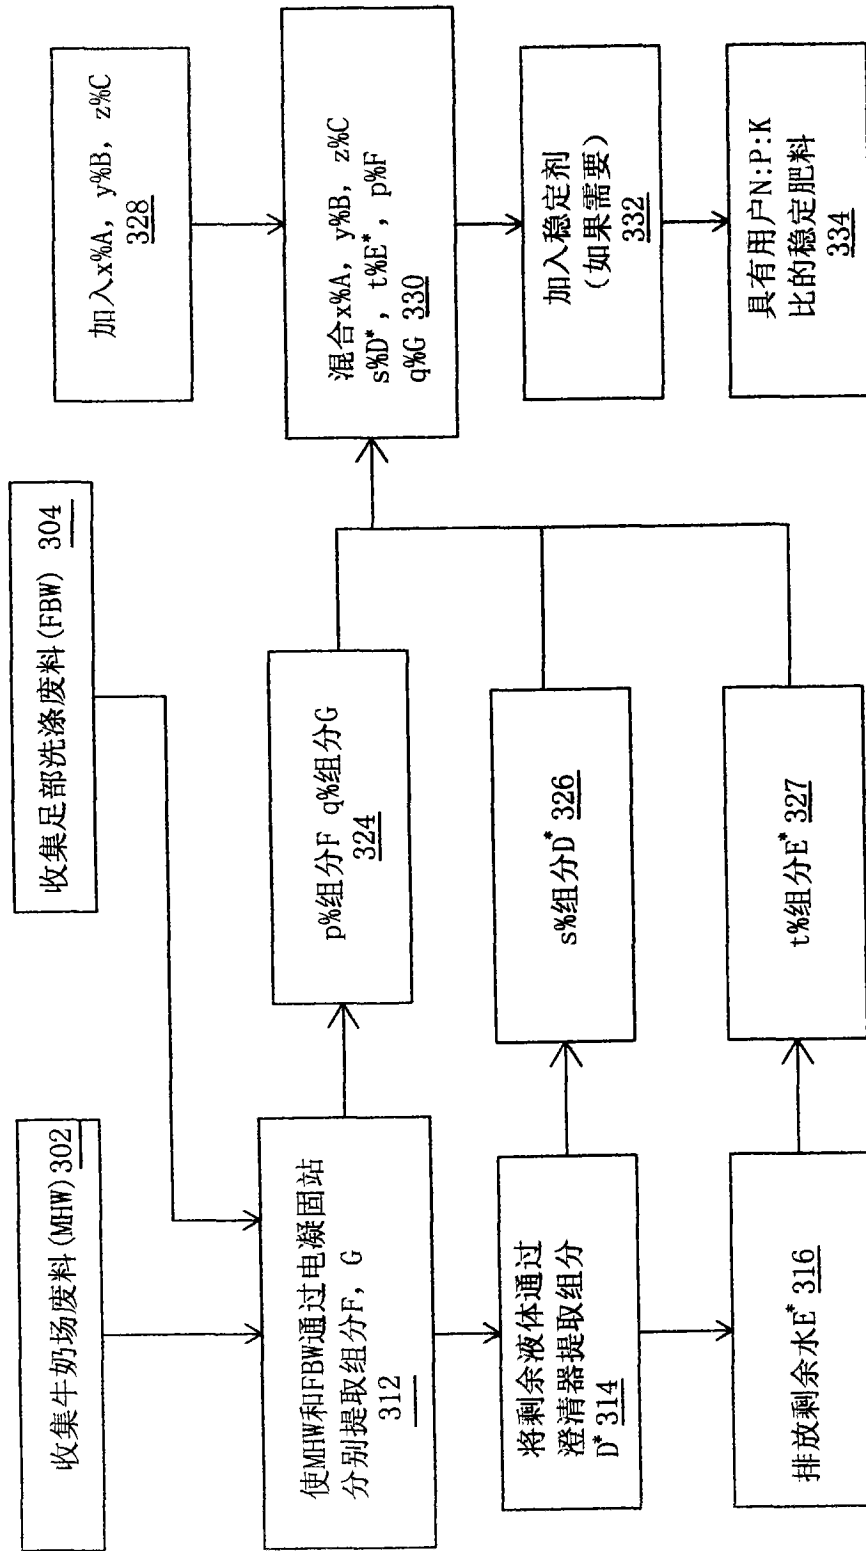 收集牛奶场废料(MHW)302
收集足部洗涤废料(FBW) 304
使MHW和FBW通过电凝固站
分别提取组分F, G
312
p%组分F q%组分G
324
加入x%A, y%B, z%C
328
混合x%A, y%B, z%C
s%D*, t%E*, p%F
q%G 330
将剩余液体通过
澄清器提取组分
D* 314
s%组分D* 326
加入稳定剂
(如果需要)
332
排放剩余水E* 316
t%组分E* 327
具有用户N:P:K
比的稳定肥料
334